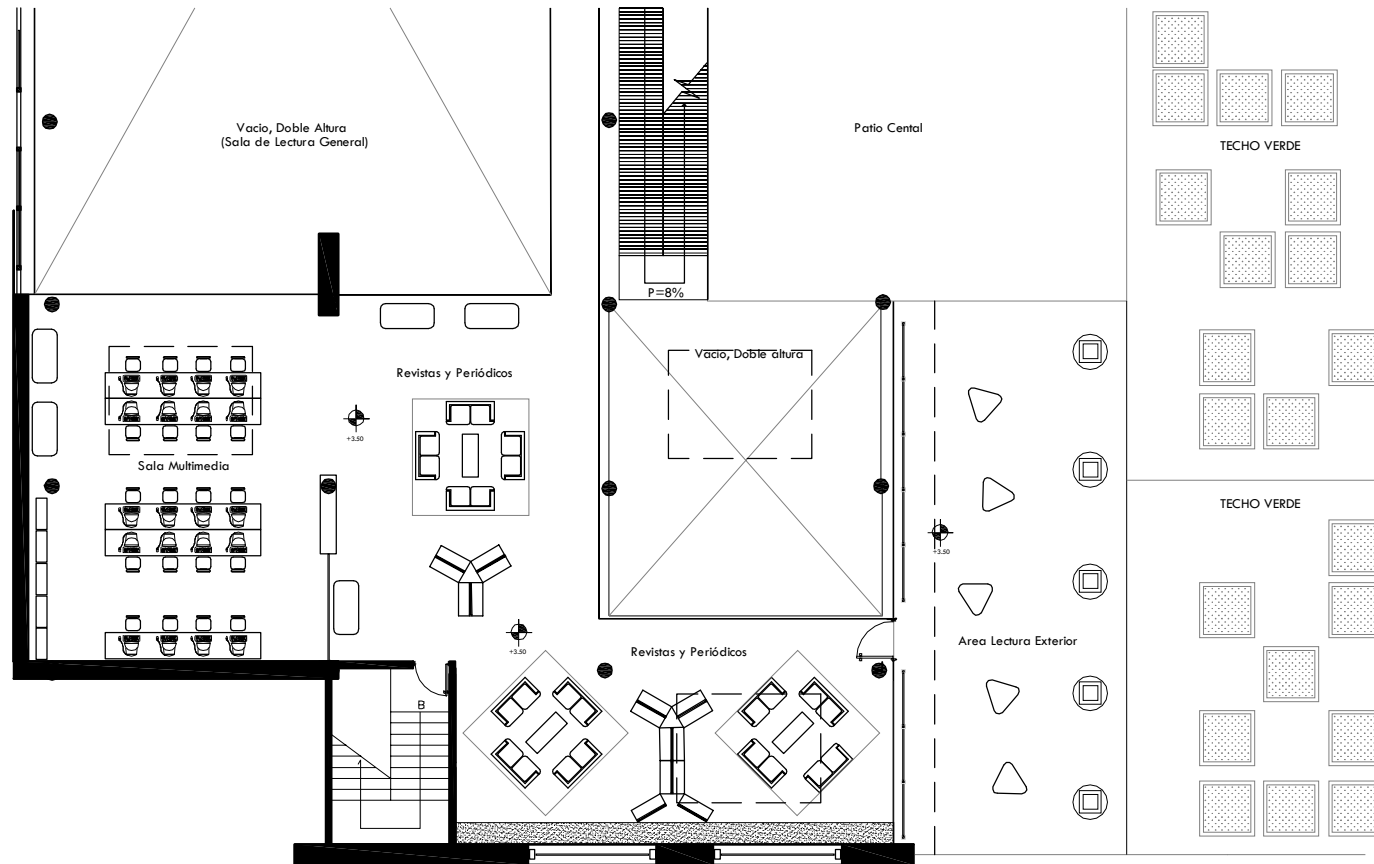 Vacio, Doble Altura
(Sala de Lectura General)
Patio Cental
TECHO VERDE
P=8%
Vacio, Doble altura
Revistas y Periódicos
+3.50
Sala Multimedia
TECHO VERDE
+3.50
Area Lectura Exterior
+3.50
Revistas y Periódicos
B